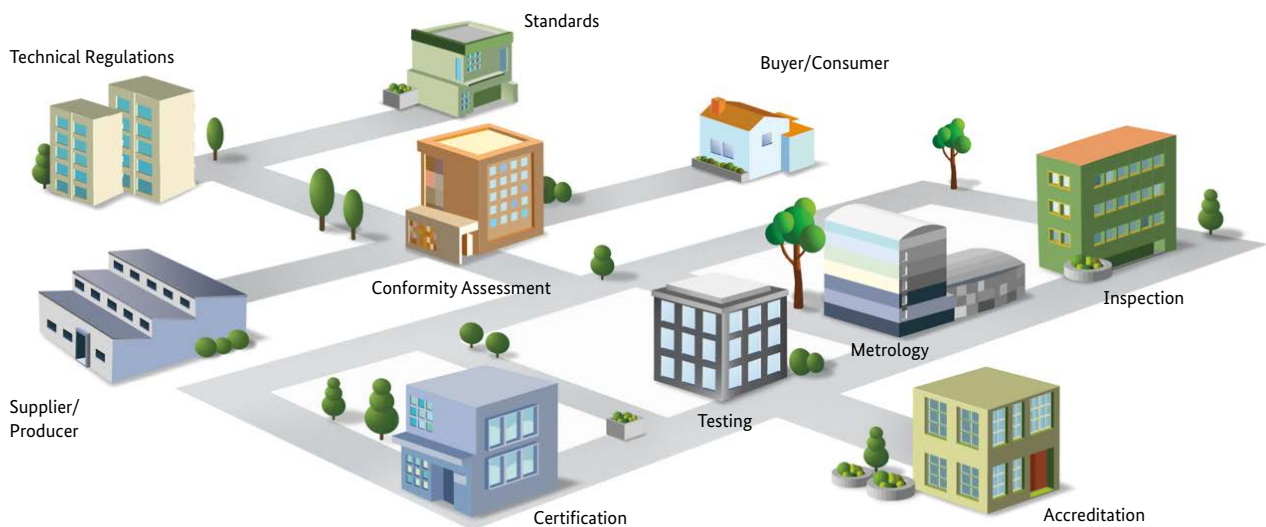 Standards
Technical Regulations
Buyer/Consumer
Conformity Assessment
Inspection
Metrology
Supplier/
Producer
Testing
Certification
Accreditation